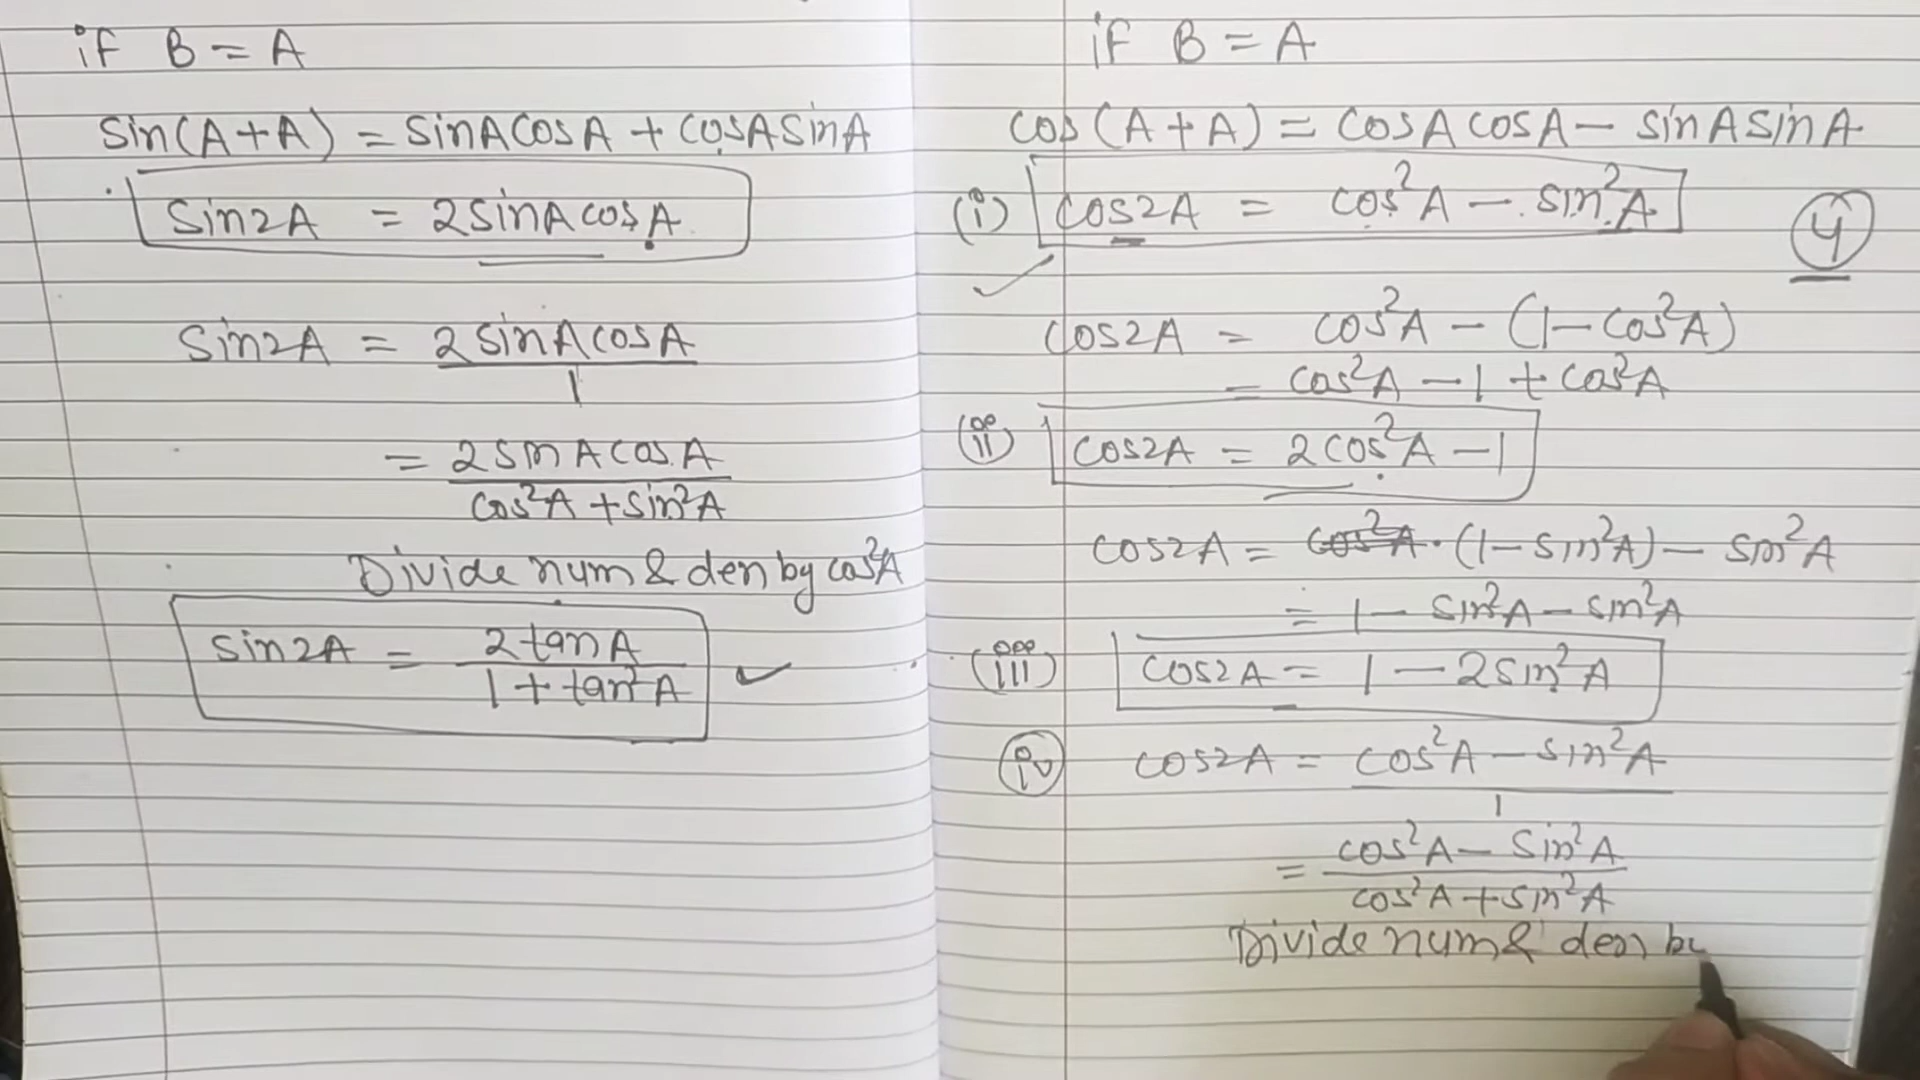 if B = A
sin(A+A) = sinAcosA + cosAsinA
sin2A = 2sinAcosA
sin2A = 2sinAcosA
1
= 2sinAcosA
cos²A + sin²A
Divide num & den by cos²A
sin2A = 2tanA
1 + tan²A ✓
if B = A
cos(A+A) = cosAcosA - sinAsinA
(i) cos2A = cos²A - sin²A
4
✓
cos2A = cos²A - (1 - cos²A)
= cos²A - 1 + cos²A
(ii) cos2A = 2cos²A - 1
cos2A = cos²A. (1 - sin²A) - sin²A
= 1 - sin²A - sin²A
(iii) cos2A = 1 - 2sin²A
(iv) cos2A = cos²A - sin²A
1
= cos²A - sin²A
cos²A + sin²A
Divide num & den by